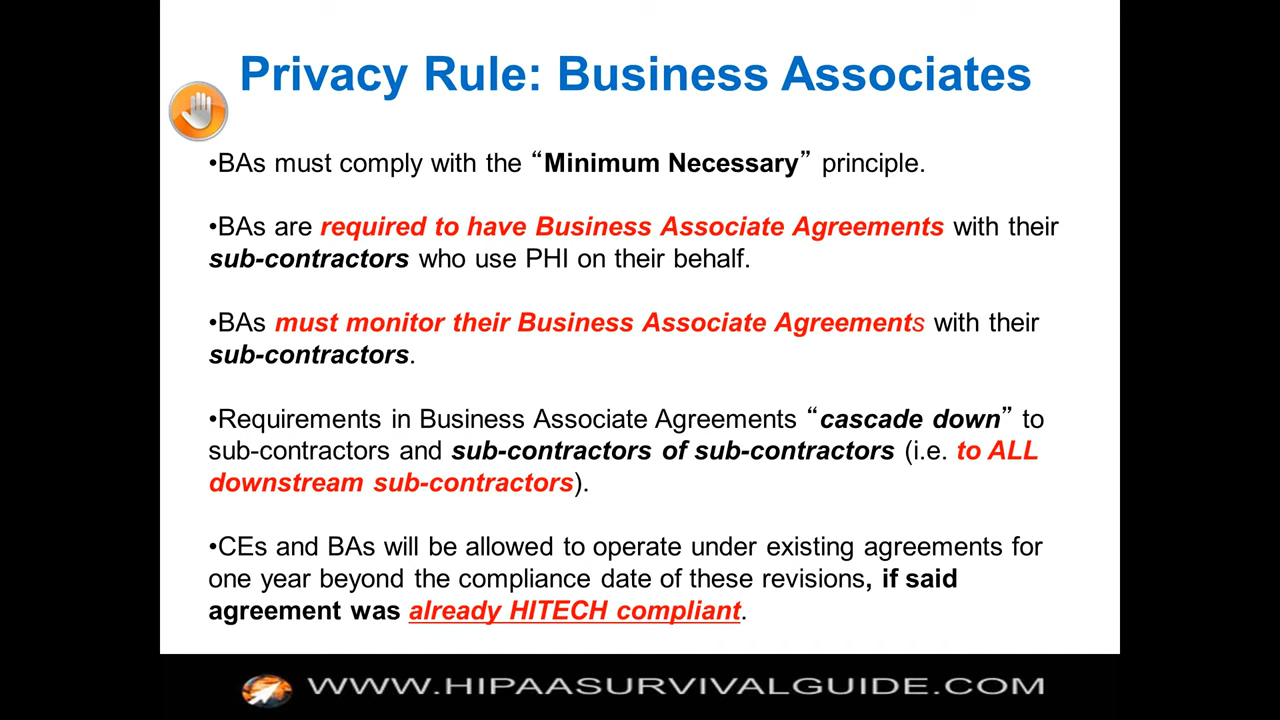 Privacy Rule: Business Associates
•BAs must comply with the “Minimum Necessary” principle.
•BAs are required to have Business Associate Agreements with their
sub-contractors who use PHI on their behalf.
•BAs must monitor their Business Associate Agreements with their
sub-contractors.
•Requirements in Business Associate Agreements “cascade down” to
sub-contractors and sub-contractors of sub-contractors (i.e. to ALL
downstream sub-contractors).
•CEs and BAs will be allowed to operate under existing agreements for
one year beyond the compliance date of these revisions, if said
agreement was already HITECH compliant.
WWW.HIPAASURVIVALGUIDE.COM